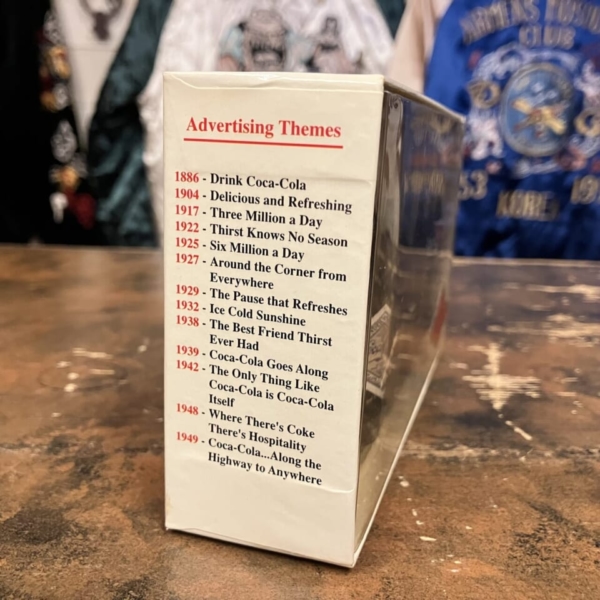 Advertising Themes
1886 - Drink Coca-Cola
1904 - Delicious and Refreshing
1917 - Three Million a Day
1922 - Thirst Knows No Season
1925 - Six Million a Day
1927 - Around the Corner from
Everywhere
1929 - The Pause that Refreshes
1932 - Ice Cold Sunshine
1938 - The Best Friend Thirst
Ever Had
1939 - Coca-Cola Goes Along
1942 - The Only Thing Like
Coca-Cola is Coca-Cola
Itself
1948 - Where There's Coke
There's Hospitality
1949 - Coca-Cola...Along the
Highway to Anywhere
CLUB
53
KOREA